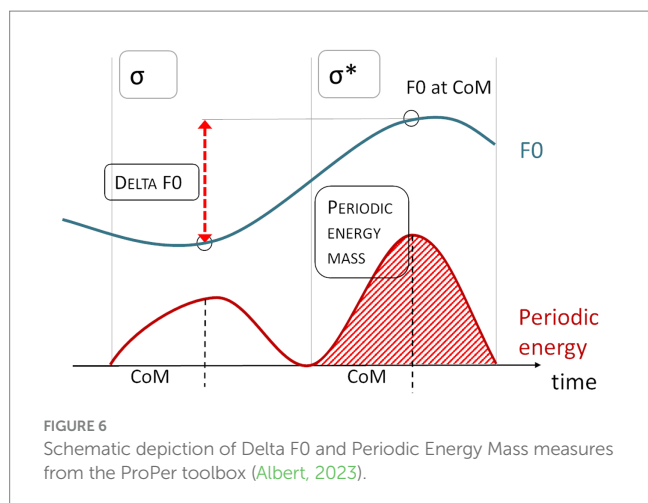 σ
σ*
F0 at CoM
F0
DELTA F0
PERIODIC
ENERGY
MASS
Periodic
energy
CoM
CoM
time
FIGURE 6
Schematic depiction of Delta F0 and Periodic Energy Mass measures
from the ProPer toolbox (Albert, 2023).